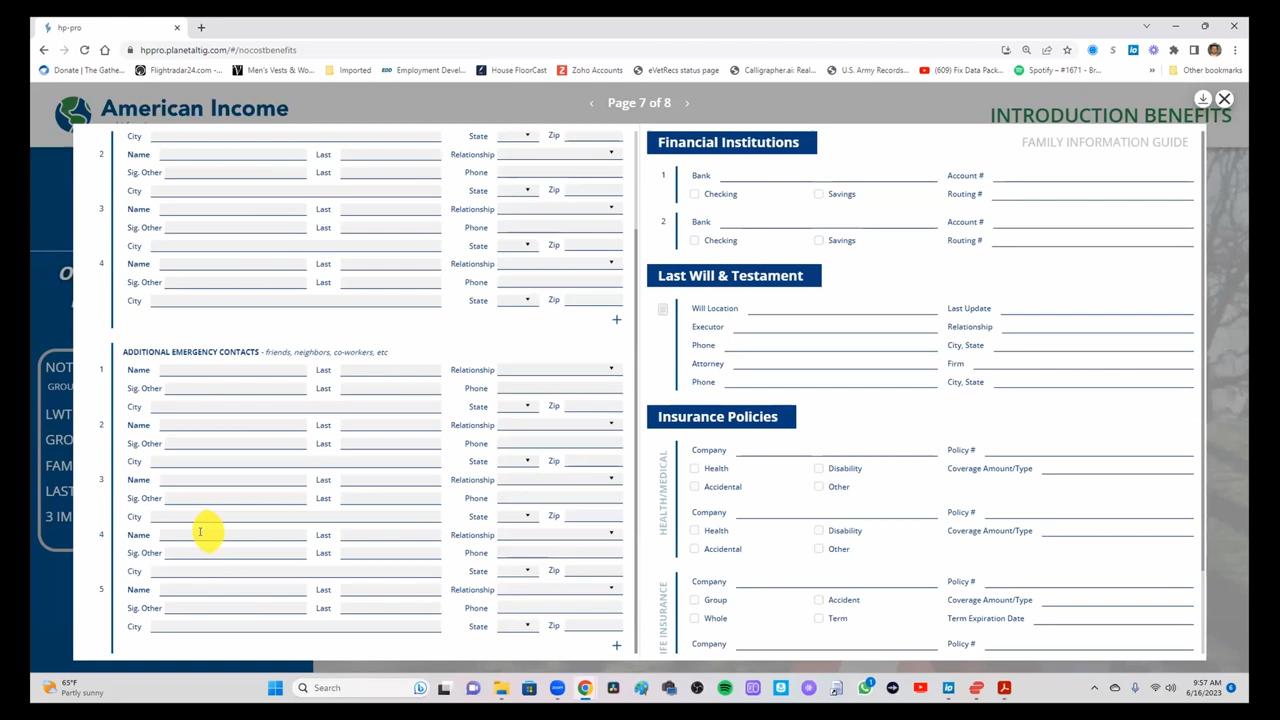 hp-pro
hppro.planetaltig.com/#/nocostbenefits
Donate | The Gathe...
Flightradar24.com -...
Men's Vests & Wo...
Imported
EDD Employment Devel...
House FloorCast
Zoho Accounts
eVetRecs status page
Calligrapher.ai: Real...
U.S. Army Records...
(609) Fix Data Pack...
Spotify – #1671 - Br...
Other bookmarks
American Income
Page 7 of 8
INTRODUCTION BENEFITS
City State Zip
2 Name Last Relationship
Sig. Other Last Phone
City State Zip
3 Name Last Relationship
Sig. Other Last Phone
City State Zip
4 Name Last Relationship
Sig. Other Last Phone
City State Zip
ADDITIONAL EMERGENCY CONTACTS - friends, neighbors, co-workers, etc
1 Name Last Relationship
Sig. Other Last Phone
City State Zip
2 Name Last Relationship
Sig. Other Last Phone
City State Zip
3 Name Last Relationship
Sig. Other Last Phone
City State Zip
4 Name Last Relationship
Sig. Other Last Phone
City State Zip
5 Name Last Relationship
Sig. Other Last Phone
City State Zip
Financial Institutions
FAMILY INFORMATION GUIDE
1 Bank Account #
Checking Savings Routing #
2 Bank Account #
Checking Savings Routing #
Last Will & Testament
Will Location Last Update
Executor Relationship
Phone City, State
Attorney Firm
Phone City, State
Insurance Policies
HEALTH/MEDICAL
Company Policy #
Health Disability Coverage Amount/Type
Accidental Other
Company Policy #
Health Disability Coverage Amount/Type
Accidental Other
IFE INSURANCE
Company Policy #
Group Accident Coverage Amount/Type
Whole Term Term Expiration Date
Company Policy #
O
NOT
GROU
LWT
GRO
FAM
LAST
3 IM
65°F
Partly sunny
Search
1
9:57 AM
6/16/2023
6